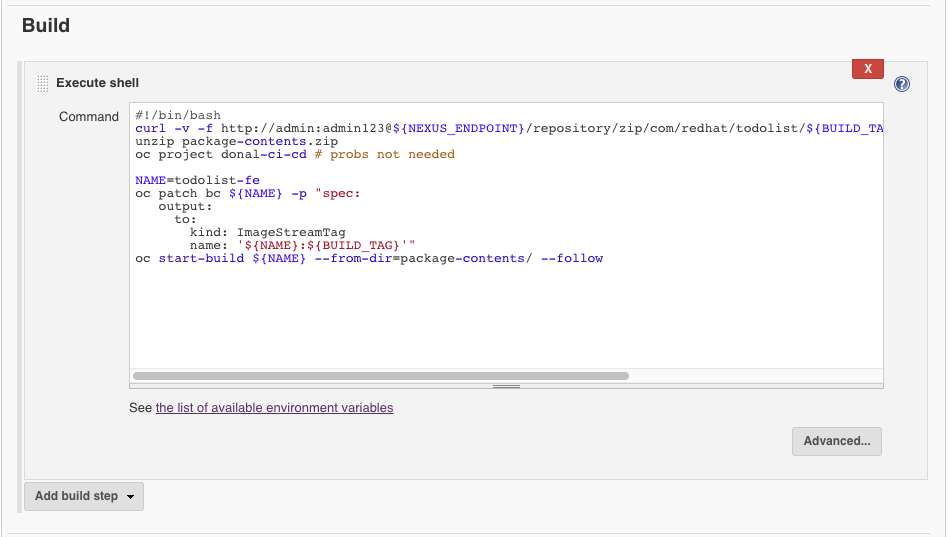 Build
X
Execute shell
?
Command
#!/bin/bash
curl -v -f http://admin:admin123@${NEXUS_ENDPOINT}/repository/zip/com/redhat/todolist/${BUILD_TA
unzip package-contents.zip
oc project donal-ci-cd # probs not needed
NAME=todolist-fe
oc patch bc ${NAME} -p "spec:
   output:
     to:
       kind: ImageStreamTag
       name: '${NAME}:${BUILD_TAG}'"
oc start-build ${NAME} --from-dir=package-contents/ --follow
See the list of available environment variables
Advanced...
Add build step